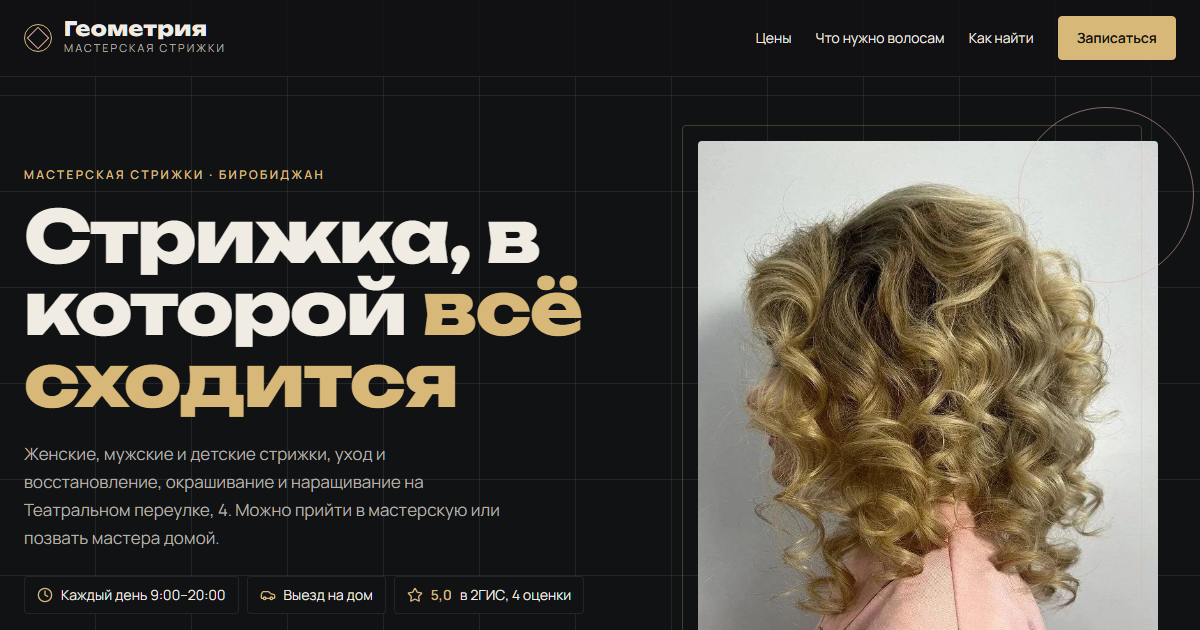 Геометрия
МАСТЕРСКАЯ СТРИЖКИ
Цены
Что нужно волосам
Как найти
Записаться
МАСТЕРСКАЯ СТРИЖКИ · БИРОБИДЖАН
Стрижка, в
которой всё
сходится
Женские, мужские и детские стрижки, уход и
восстановление, окрашивание и наращивание на
Театральном переулке, 4. Можно прийти в мастерскую или
позвать мастера домой.
Каждый день 9:00–20:00
Выезд на дом
5,0 в 2ГИС, 4 оценки